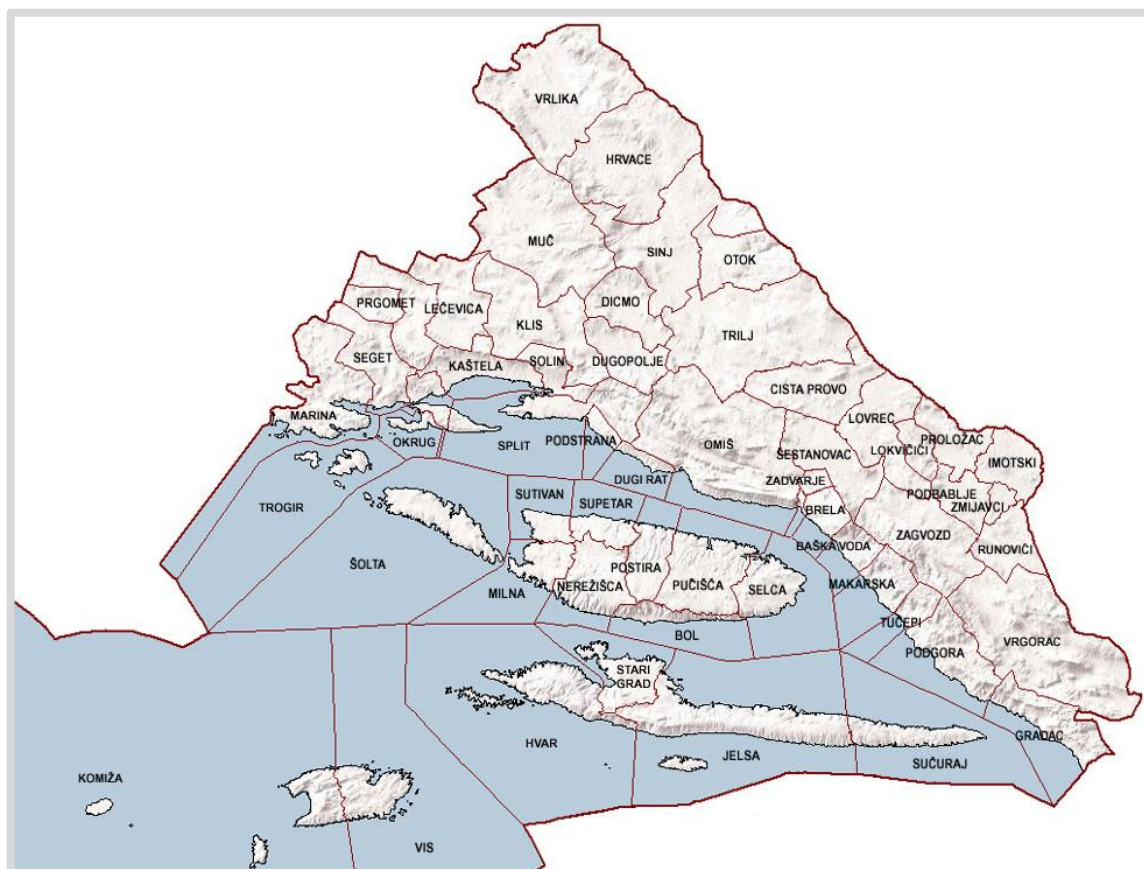 VRLIKA
HRVACE
MUČ
SINJ
OTOK
PRGOMET
LEĆEVICA
DICMO
KLIS
TRILJ
SEGET
KAŠTELA
SOLIN
DUGOPOLJE
CISTA PROVO
MARINA
OKRUG
SPLIT
PODSTRANA
OMIŠ
LOVREĆ
ŠESTANOVAC
LOKVIČIĆI
PROLOŽAC
IMOTSKI
TROGIR
SUTIVAN
SUPETAR
DUGI RAT
ZADVARJE
BRELA
PODBABLJE
ZMIJAVCI
ZAGVOZD
RUNOVIĆI
BAŠKA VODA
ŠOLTA
MILNA
NEREŽIŠĆA
POSTIRA
PUČIŠĆA
SELCA
MAKARSKA
TUČEPI
PODGORA
VRGORAC
BOL
STARI
GRAD
HVAR
JELSA
SUĆURAJ
GRADAC
KOMIŽA
VIS